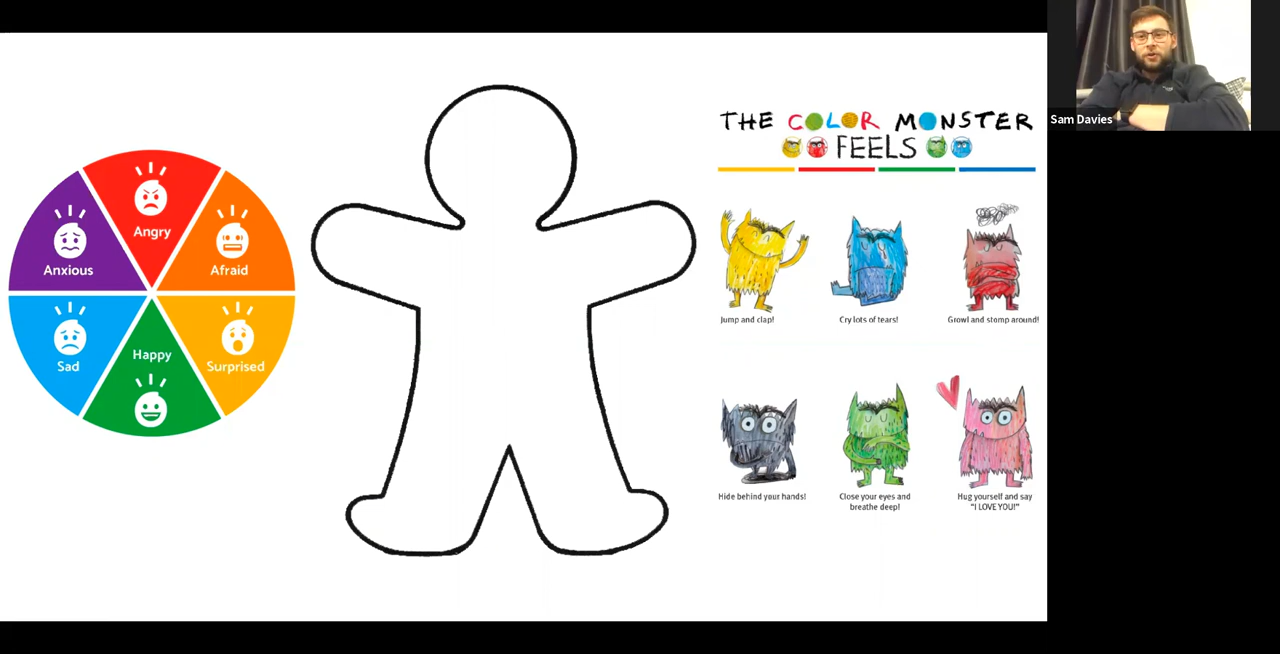 Angry
Anxious
Afraid
Sad
Happy
Surprised
THE COLOR MONSTER
FEELS
Jump and clap!
Cry lots of tears!
Growl and stomp around!
Hide behind your hands!
Close your eyes and
breathe deep!
Hug yourself and say
"I LOVE YOU!"
Sam Davies